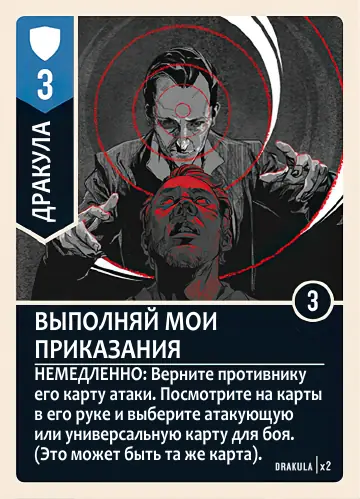 3
ДРАКУЛА
3
ВЫПОЛНЯЙ МОИ
ПРИКАЗАНИЯ
НЕМЕДЛЕННО: Верните противнику
его карту атаки. Посмотрите на карты
в его руке и выберите атакующую
или универсальную карту для боя.
(Это может быть та же карта).
DRAKULA | x2